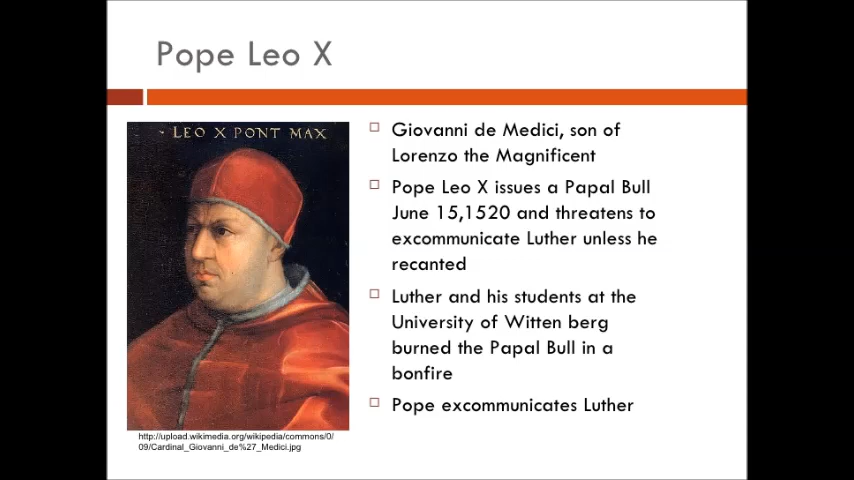 Pope Leo X
~ LEO X PONT MAX
Giovanni de Medici, son of
Lorenzo the Magnificent
Pope Leo X issues a Papal Bull
June 15,1520 and threatens to
excommunicate Luther unless he
recanted
Luther and his students at the
University of Witten berg
burned the Papal Bull in a
bonfire
Pope excommunicates Luther
http://upload.wikimedia.org/wikipedia/commons/0/
09/Cardinal_Giovanni_de%27_Medici.jpg